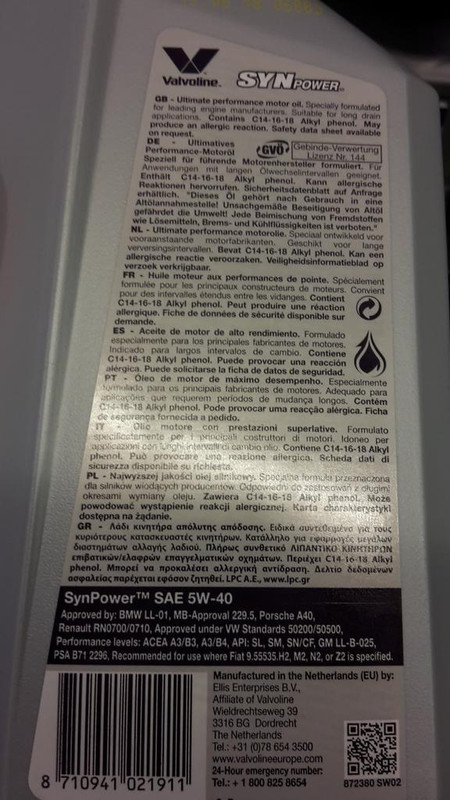 Valvoline™ SYNPOWER™
GB - Ultimate performance motor oil. Specially formulated
for leading engine manufacturers. Suitable for long drain
applications. Contains C14-16-18 Alkyl phenol. May
produce an allergic reaction. Safety data sheet available
on request.
DE - Ultimatives
Performance-Motoröl
GVÖ Gebinde-Verwertung
Lizenz Nr. 144
Speziell für führende Motorenhersteller formuliert. Für
Anwendungen mit langen Ölwechselintervallen geeignet.
Enthält C14-16-18 Alkyl phenol. Kann allergische
Reaktionen hervorrufen. Sicherheitsdatenblatt auf Anfrage
erhältlich. "Dieses Öl gehört nach Gebrauch in eine
Altölannahmestelle! Unsachgemäße Beseitigung von Altöl
gefährdet die Umwelt! Jede Beimischung von Fremdstoffen
wie Lösemitteln, Brems- und Kühlflüssigkeiten ist verboten."
NL - Ultimate performance motorolie. Speciaal ontwikkeld voor
vooraanstaande motorfabrikanten. Geschikt voor lange
verversingsintervallen. Bevat C14-16-18 Alkyl phenol. Kan een
allergische reactie veroorzaken. Veiligheidsinformatieblad op
verzoek verkrijgbaar.
FR - Huile moteur aux performances de pointe. Spécialement
formulée pour les principaux constructeurs de moteurs. Convient
pour des intervalles étendus entre les vidanges. Contient
C14-16-18 Alkyl phenol. Peut produire une réaction
allergique. Fiche de données de sécurité disponible sur
demande.
ES - Aceite de motor de alto rendimiento. Formulado
especialmente para los principales fabricantes de motores.
Indicado para largos intervalos de cambio. Contiene
C14-16-18 Alkyl phenol. Puede provocar una reacción
alérgica. Puede solicitarse la ficha de datos de seguridad.
PT - Óleo de motor de máximo desempenho. Especialmente
formulado para os principais fabricantes de motores. Adequado para
aplicações que requerem períodos de mudança longos. Contém
C14-16-18 Alkyl phenol. Pode provocar uma reacção alérgica. Ficha
de segurança fornecida a pedido.
IT - Olio motore con prestazioni superlative. Formulato
specificatamente per i principali costruttori di motori. Idoneo per
applicazioni con lunghi intervalli di cambio olio. Contiene C14-16-18 Alkyl
phenol. Può provocare una reazione allergica. Scheda dati di
sicurezza disponibile su richiesta.
PL - Najwyższej jakości olej silnikowy. Specjalna formuła przeznaczona
dla silników wiodących producentów. Odpowiedni do zastosowań z długimi
okresami wymiany oleju. Zawiera C14-16-18 Alkyl phenol. Może
powodować wystąpienie reakcji alergicznej. Karta charakterystyki
dostępna na żądanie.
GR - Λάδι κινητήρα απόλυτης απόδοσης. Ειδικά συντεθειμένο για τους
κυριότερους κατασκευαστές κινητήρων. Κατάλληλο για εφαρμογές μεγάλων
διαστημάτων αλλαγής λαδιού. Πλήρως συνθετικό ΛΙΠΑΝΤΙΚΟ ΚΙΝΗΤΗΡΩΝ
επιβατικών/ελαφρών επαγγελματικών οχημάτων. Περιέχει C14-16-18 Alkyl
phenol. Μπορεί να προκαλέσει αλλεργική αντίδραση. Δελτίο δεδομένων
ασφαλείας παρέχεται εφόσον ζητηθεί. LPC A.E., www.lpc.gr
SynPower™ SAE 5W-40
Approved by: BMW LL-01, MB-Approval 229.5, Porsche A40,
Renault RN0700/0710, Approved under VW Standards 50200/50500,
Performance levels: ACEA A3/B3, A3/B4, API: SL, SM, SN/CF, GM LL-B-025,
PSA B71 2296, Recommended for use where Fiat 9.55535.H2, M2, N2, or Z2 is specified.
Manufactured in the Netherlands (EU) by:
Ellis Enterprises B.V.,
Affiliate of Valvoline
Wieldrechtseweg 39
3316 BG Dordrecht
The Netherlands
Tel.: +31 (0)78 654 3500
www.valvolineeurope.com
24-Hour emergency number:
Tel.: + 1 800 825 8654
8 710941 021911
872380 SW02